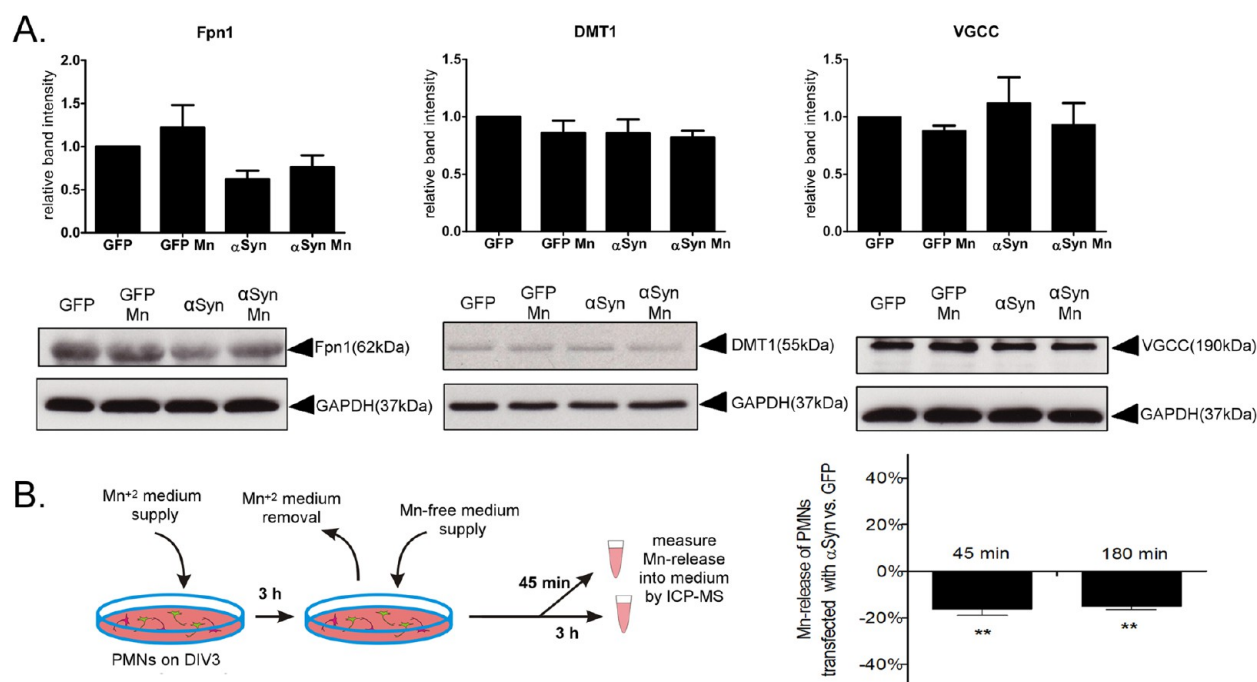 A.
Fpn1
relative band intensity
2.0
1.5
1.0
0.5
0.0
GFP
GFP Mn
αSyn
αSyn Mn
DMT1
relative band intensity
1.5
1.0
0.5
0.0
GFP
GFP Mn
αSyn
αSyn Mn
VGCC
relative band intensity
1.5
1.0
0.5
0.0
GFP
GFP Mn
αSyn
αSyn Mn
GFP
GFP
Mn
αSyn
αSyn
Mn
Fpn1(62kDa)
GAPDH(37kDa)
GFP
GFP
Mn
αSyn
αSyn
Mn
DMT1(55kDa)
GAPDH(37kDa)
GFP
GFP
Mn
αSyn
αSyn
Mn
VGCC(190kDa)
GAPDH(37kDa)
B.
Mn+2 medium
supply
Mn+2 medium
removal
Mn-free medium
supply
3 h
45 min
3 h
measure
Mn-release
into medium
by ICP-MS
PMNs on DIV3
Mn-release of PMNs
transfected with αSyn vs. GFP
40%
20%
0%
-20%
-40%
45 min
180 min
**
**